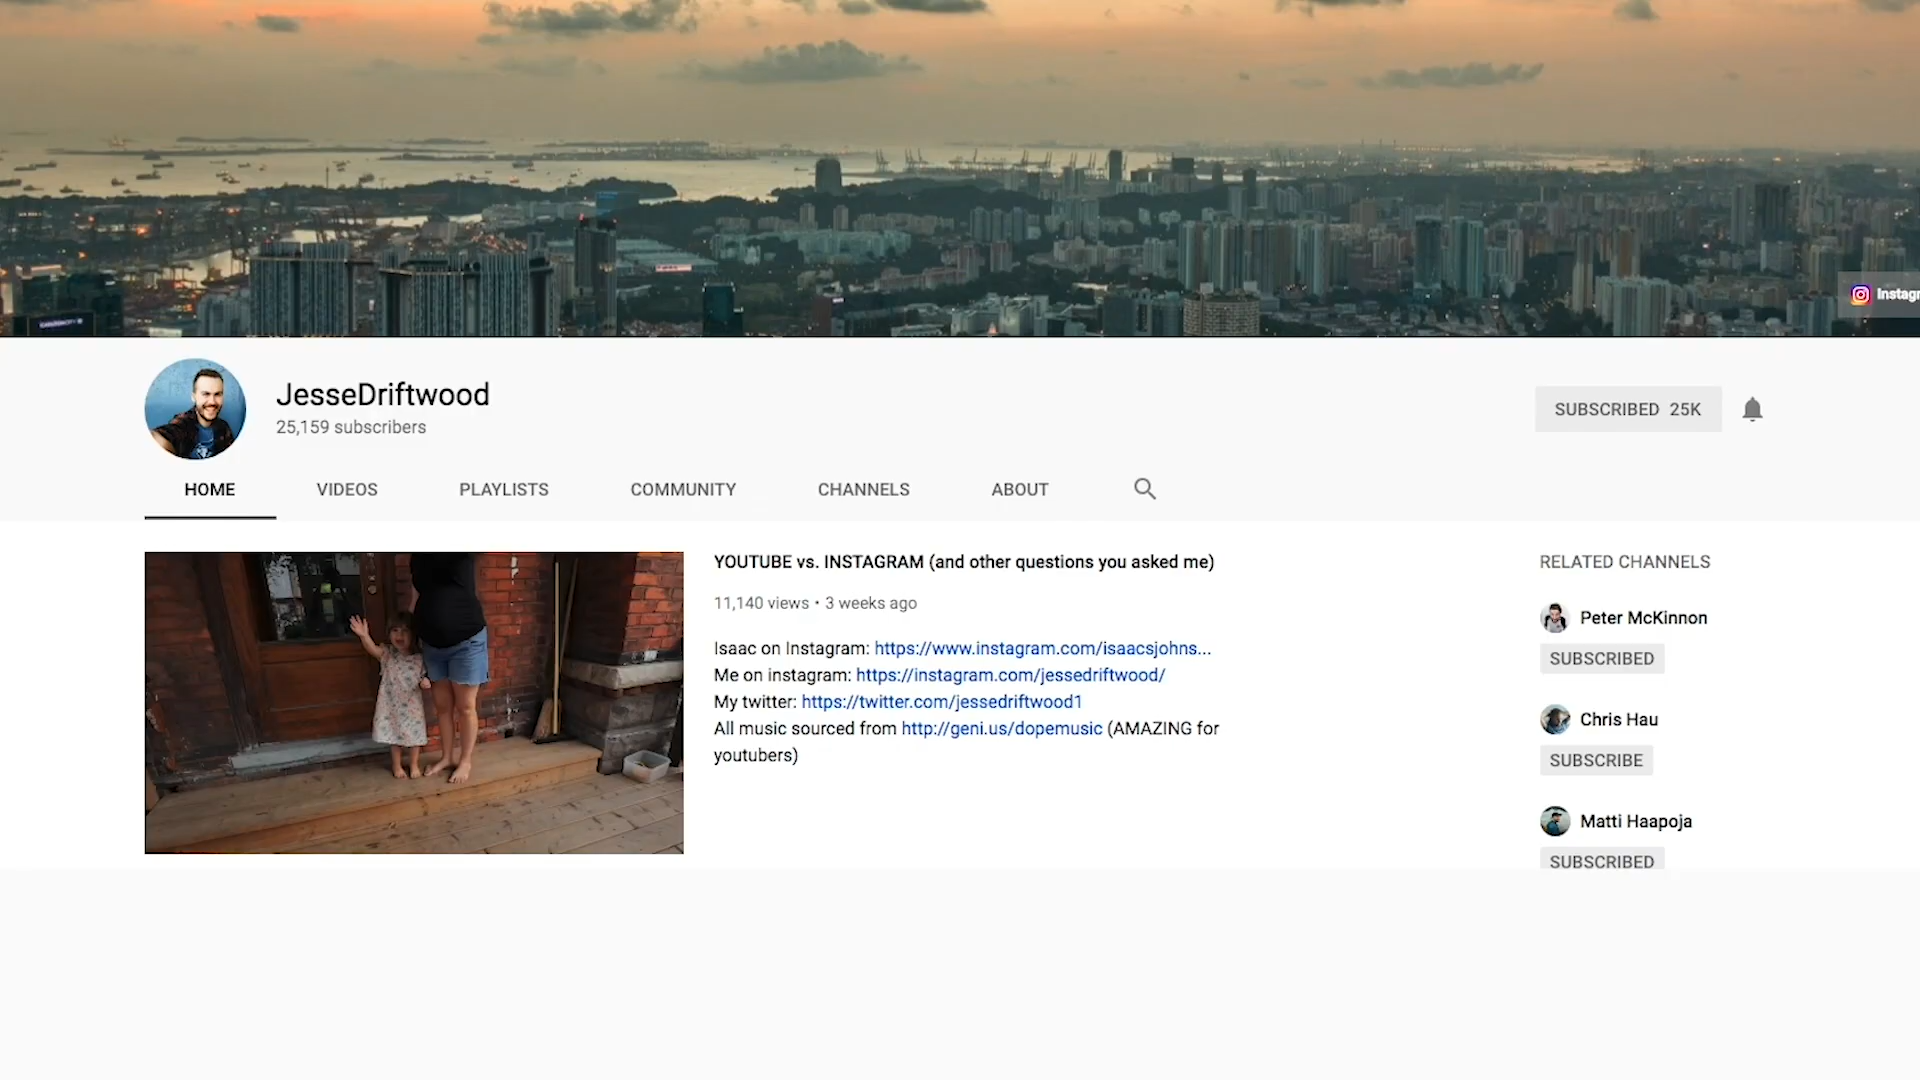 Instagr
JesseDriftwood
25,159 subscribers
SUBSCRIBED 25K
HOME VIDEOS PLAYLISTS COMMUNITY CHANNELS ABOUT
YOUTUBE vs. INSTAGRAM (and other questions you asked me)
11,140 views • 3 weeks ago
Isaac on Instagram: https://www.instagram.com/isaacsjohns...
Me on instagram: https://instagram.com/jessedriftwood/
My twitter: https://twitter.com/jessedriftwood1
All music sourced from http://geni.us/dopemusic (AMAZING for
youtubers)
RELATED CHANNELS
Peter McKinnon
SUBSCRIBED
Chris Hau
SUBSCRIBE
Matti Haapoja
SUBSCRIBED